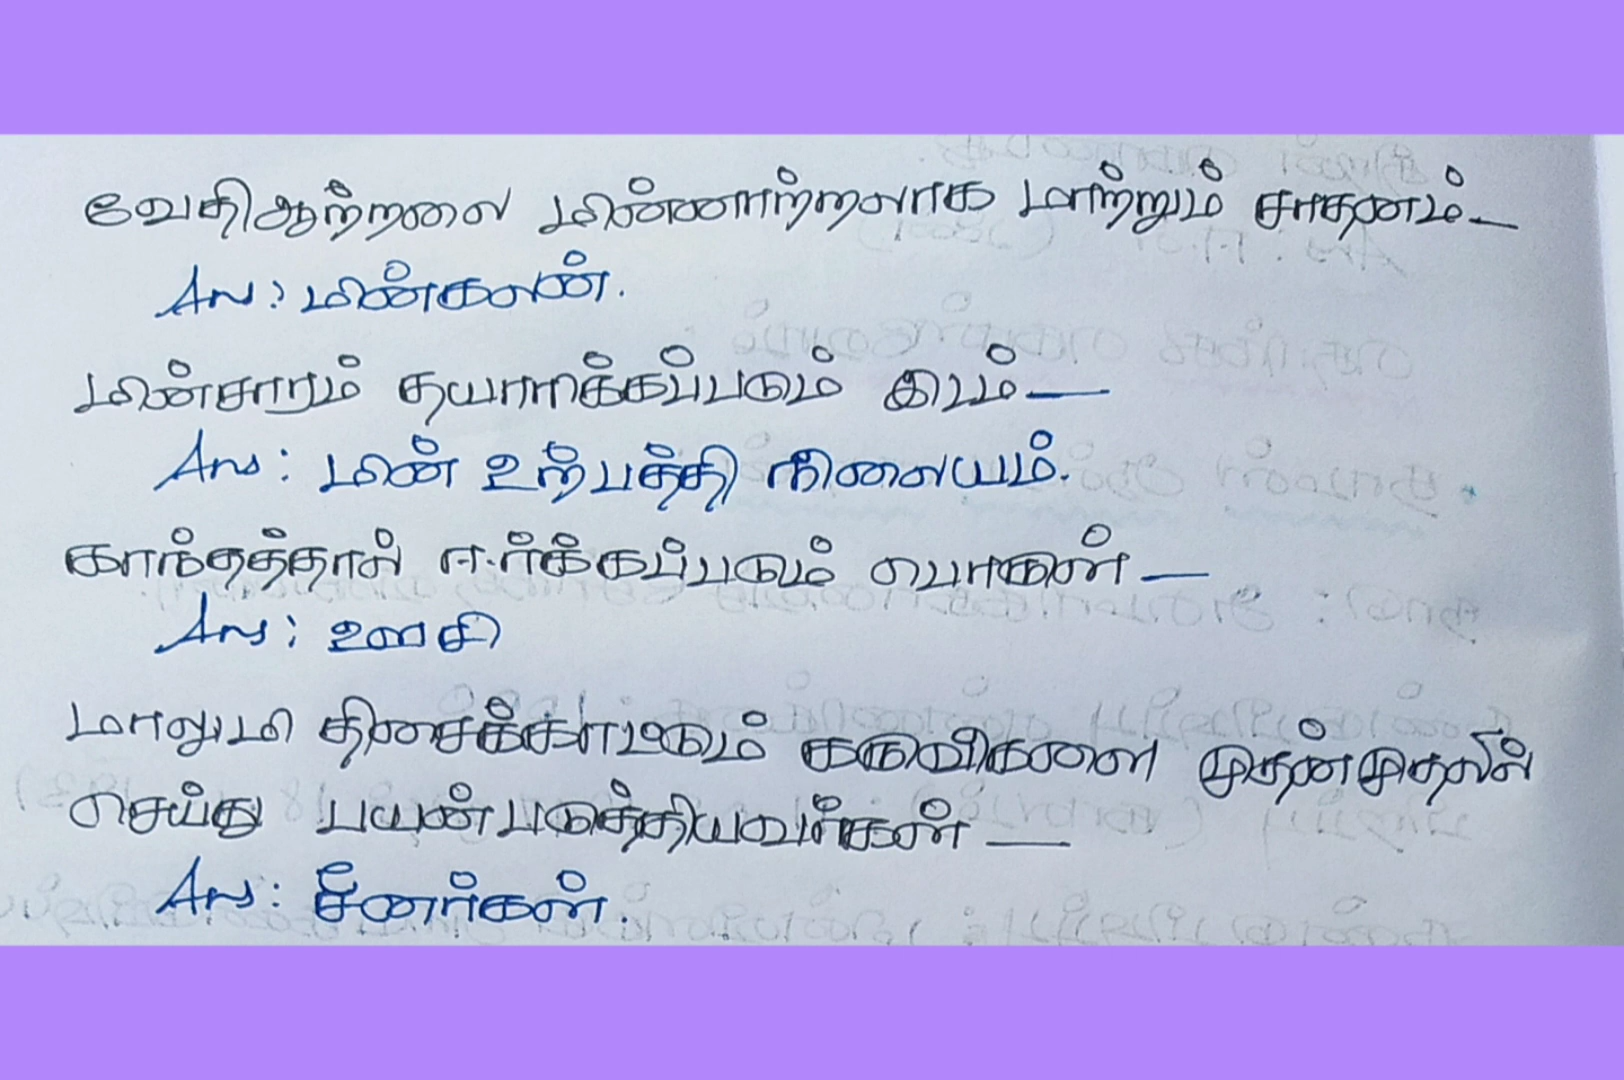 வேதிஆற்றலை மின்னாற்றலாக மாற்றும் சாதனம் —
Ans : மின்கலன்.
மின்சாரம் தயாரிக்கப்படும் இடம் —
Ans : மின் உற்பத்தி நிலையம்.
காந்தத்தால் ஈர்க்கப்படும் பொருள் —
Ans : ஊசி
மாலுமி திசைக்காட்டும் கருவிகளை முதன்முதலில்
செய்து பயன்படுத்தியவர்கள் —
Ans : சீனர்கள்.